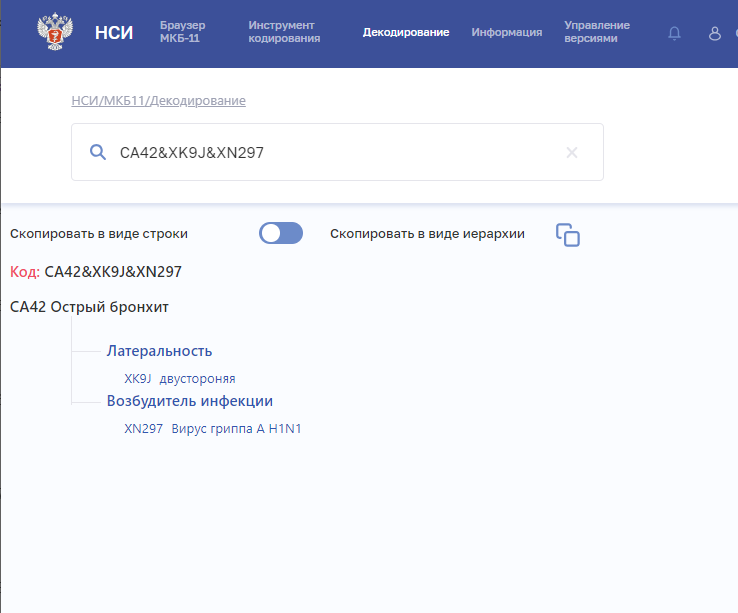 НСИ
Браузер
МКБ-11
Инструмент
кодирования
Декодирование
Информация
Управление
версиями
НСИ/МКБ11/Декодирование
CA42&XK9J&XN297
Скопировать в виде строки
Скопировать в виде иерархии
Код: CA42&XK9J&XN297
CA42 Острый бронхит
Латеральность
XK9J двустороняя
Возбудитель инфекции
XN297 Вирус гриппа A H1N1